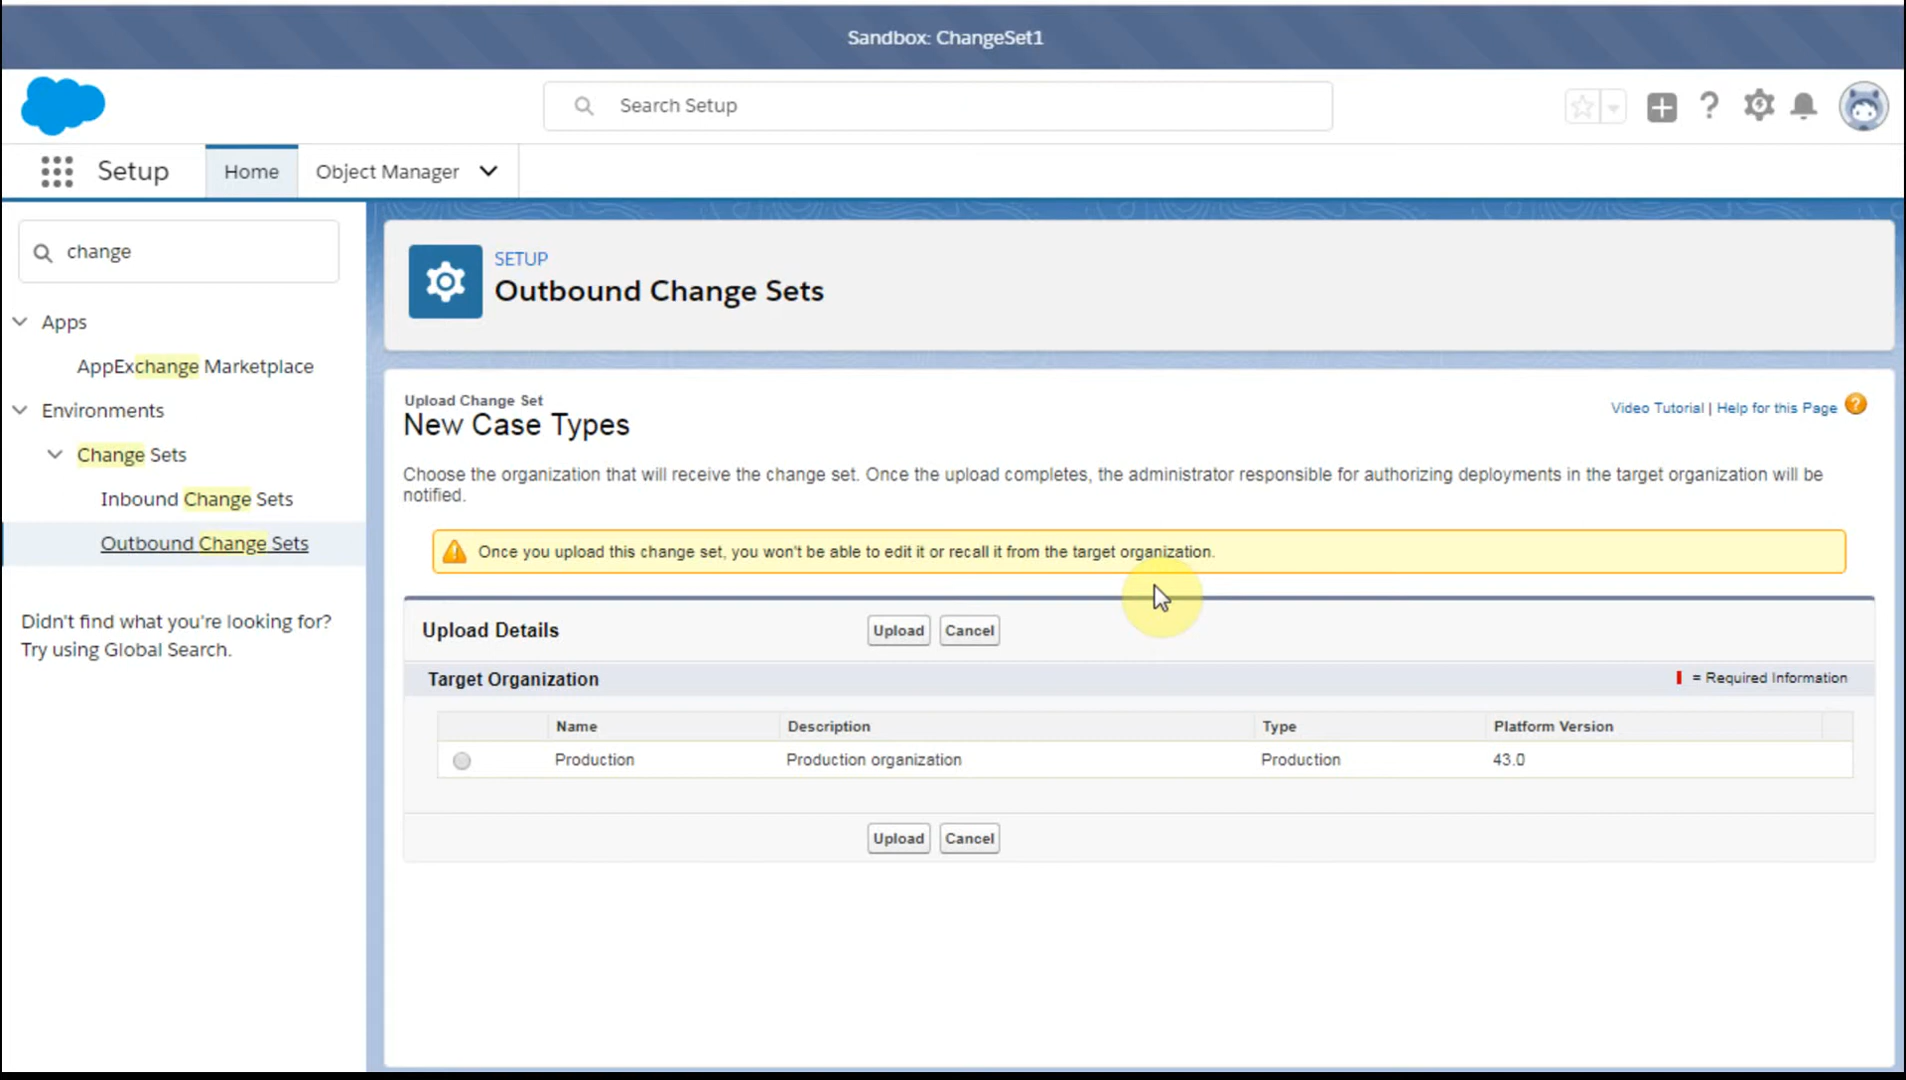 Sandbox: ChangeSet1
Search Setup
Setup
Home
Object Manager
change
Apps
AppExchange Marketplace
Environments
Change Sets
Inbound Change Sets
Outbound Change Sets
Didn't find what you're looking for?
Try using Global Search.
SETUP
Outbound Change Sets
Upload Change Set
New Case Types
Video Tutorial | Help for this Page
Choose the organization that will receive the change set. Once the upload completes, the administrator responsible for authorizing deployments in the target organization will be
notified.
Once you upload this change set, you won't be able to edit it or recall it from the target organization.
Upload Details
Upload
Cancel
Target Organization
= Required Information
Name Description Type Platform Version
Production Production organization Production 43.0
Upload
Cancel